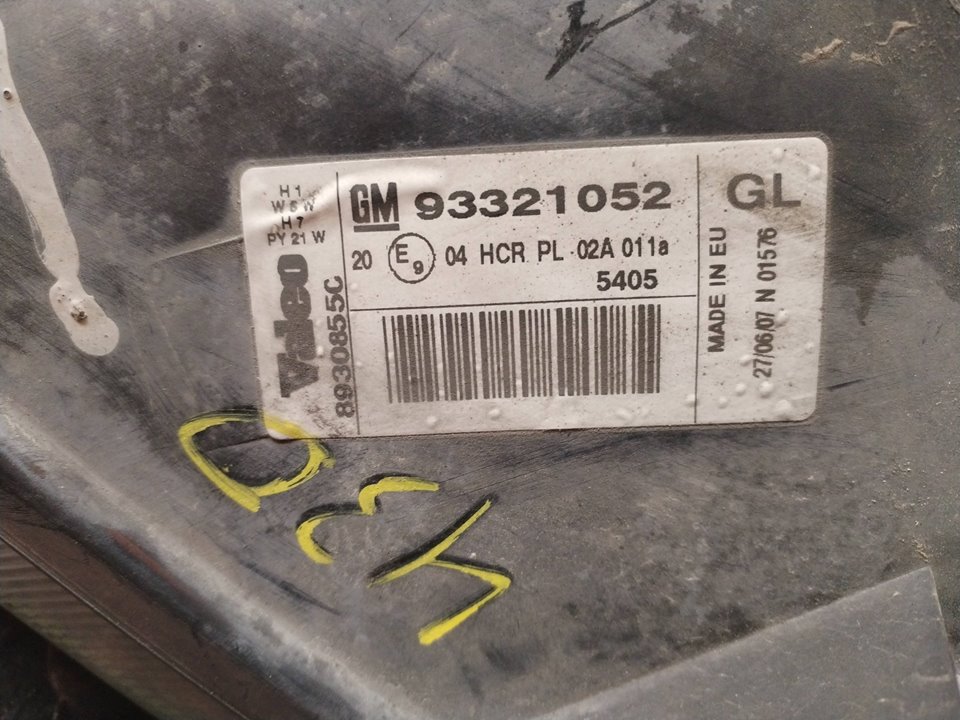 H1
W5W
H7
PY 21 W
Valeo
8930855C
GM 93321052
20 E9 04 HCR PL 02A 011a
5405
GL
MADE IN EU
27/06/07 N 01576